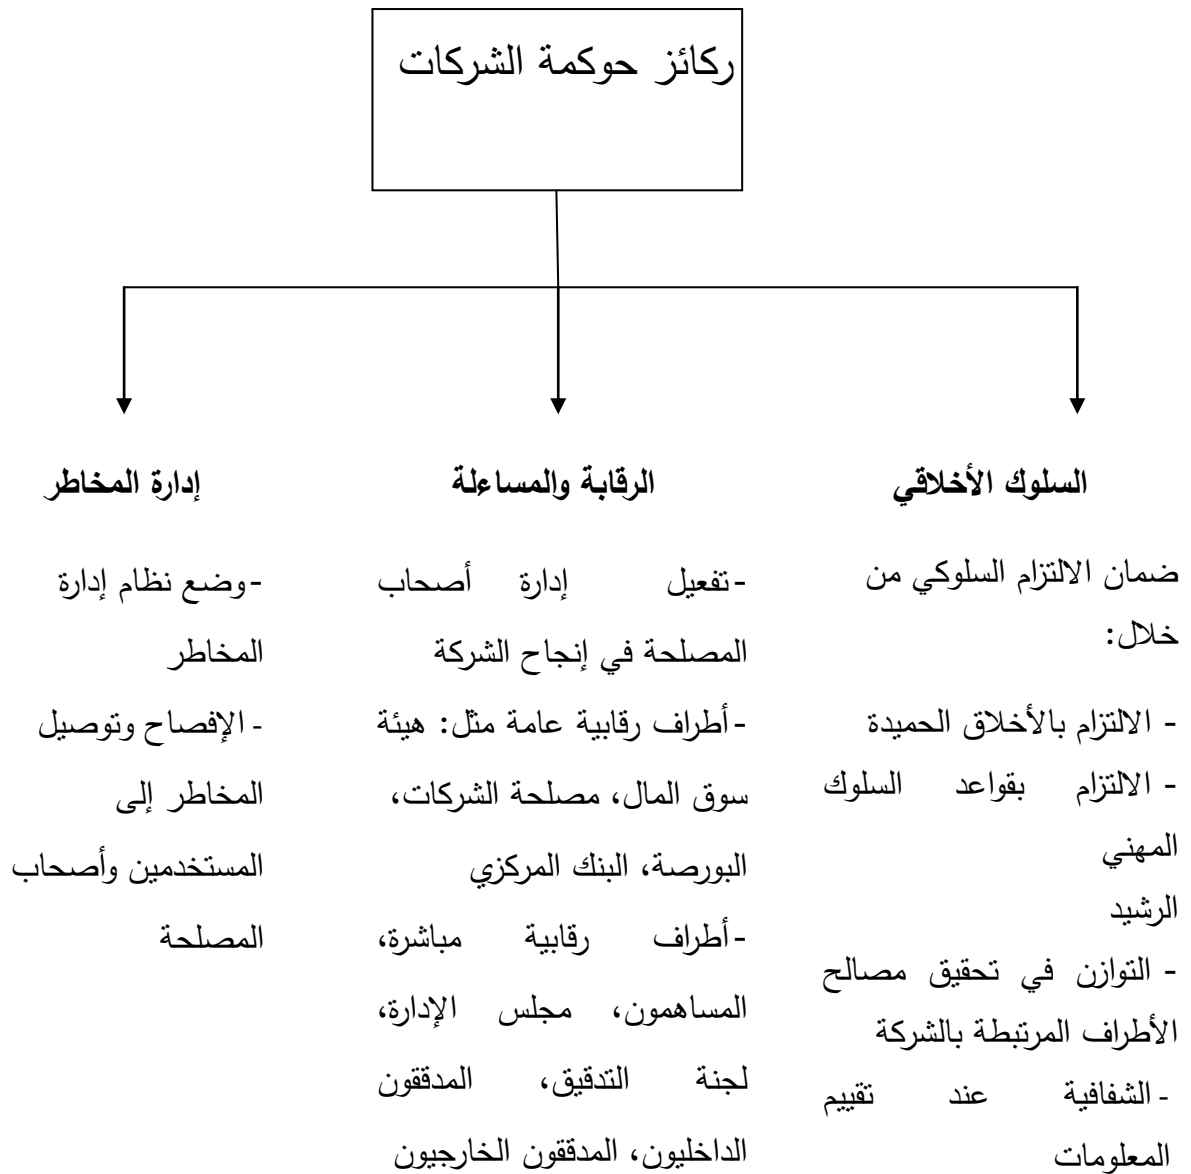 ركائز حوكمة الشركات
السلوك الأخلاقي
ضمان الالتزام السلوكي من
خلال:
- الالتزام بالأخلاق الحميدة
- الالتزام بقواعد السلوك
المهني
الرشيد
- التوازن في تحقيق مصالح
الأطراف المرتبطة بالشركة
- الشفافية عند تقييم
المعلومات
الرقابة والمساءلة
-تفعيل إدارة أصحاب
المصلحة في إنجاح الشركة
-أطراف رقابية عامة مثل: هيئة
سوق المال، مصلحة الشركات،
البورصة، البنك المركزي
-أطراف رقابية مباشرة،
المساهمون، مجلس الإدارة،
لجنة التدقيق، المدققون
الداخليون، المدققون الخارجيون
إدارة المخاطر
-وضع نظام إدارة
المخاطر
- الإفصاح وتوصيل
المخاطر إلى
المستخدمين وأصحاب
المصلحة